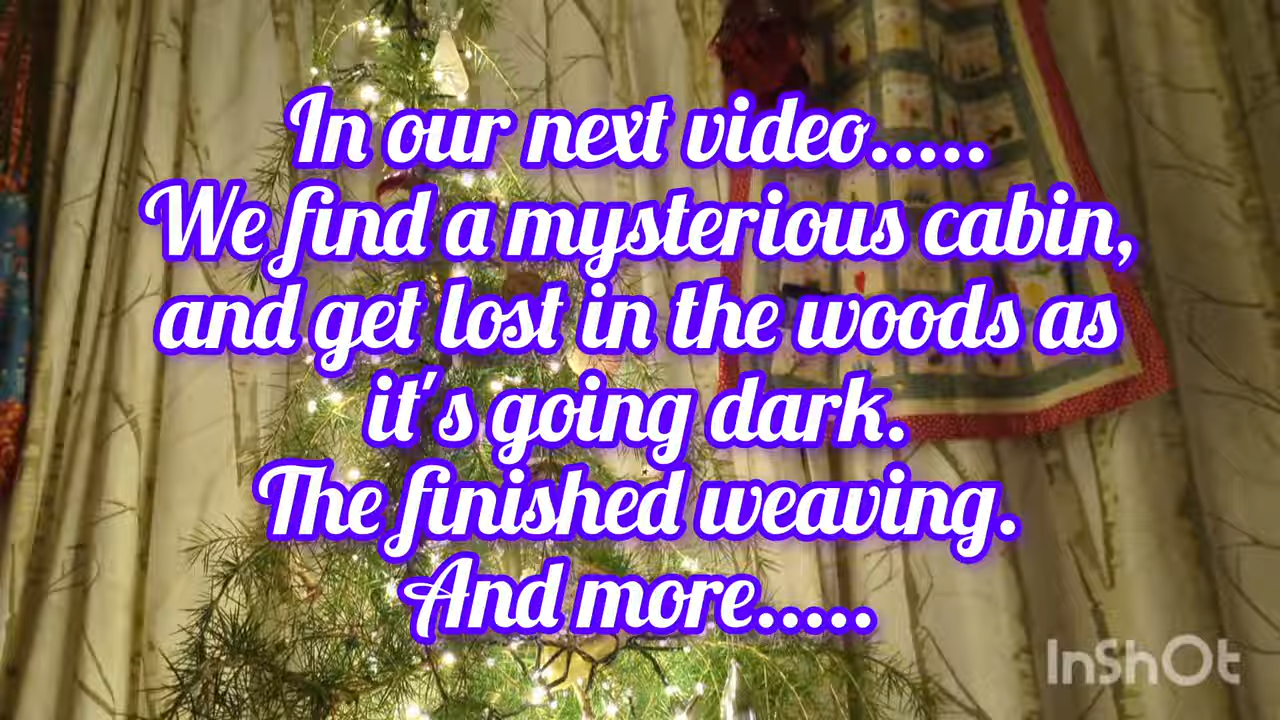 In our next video.....
We find a mysterious cabin,
and get lost in the woods as
it's going dark.
The finished weaving.
And more.....
InShOt